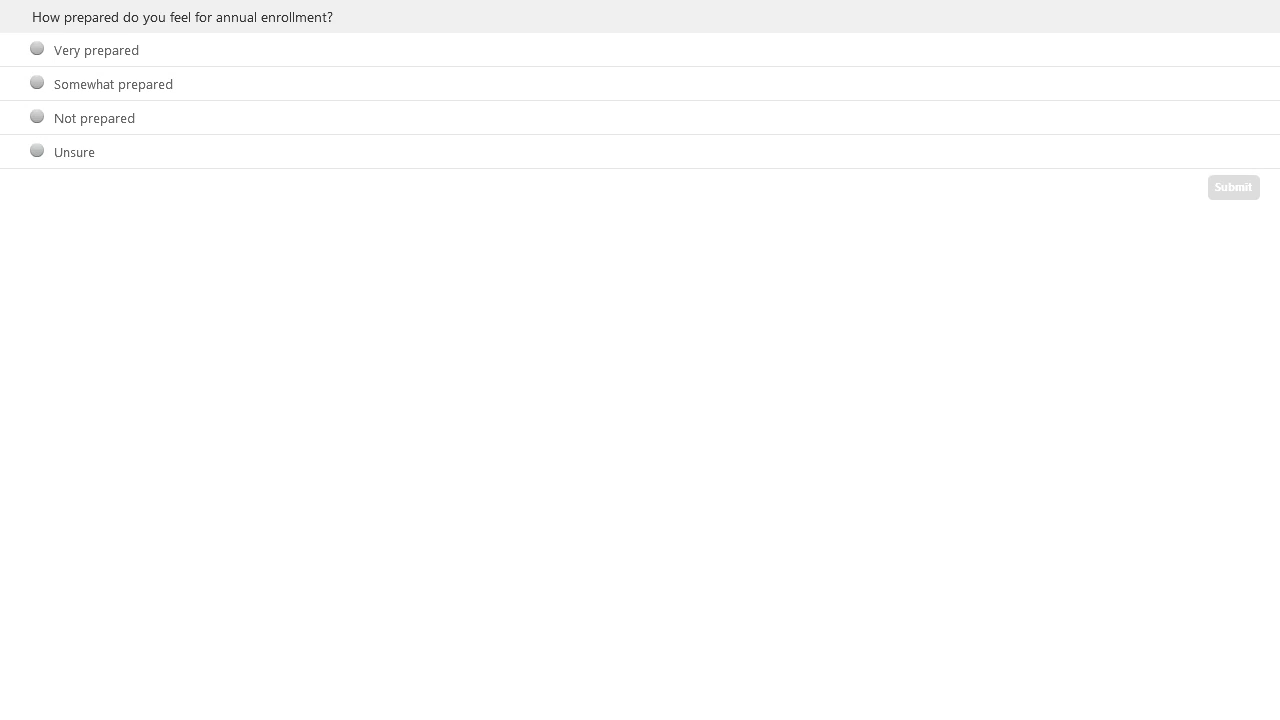 How prepared do you feel for annual enrollment?
Very prepared
Somewhat prepared
Not prepared
Unsure
Submit